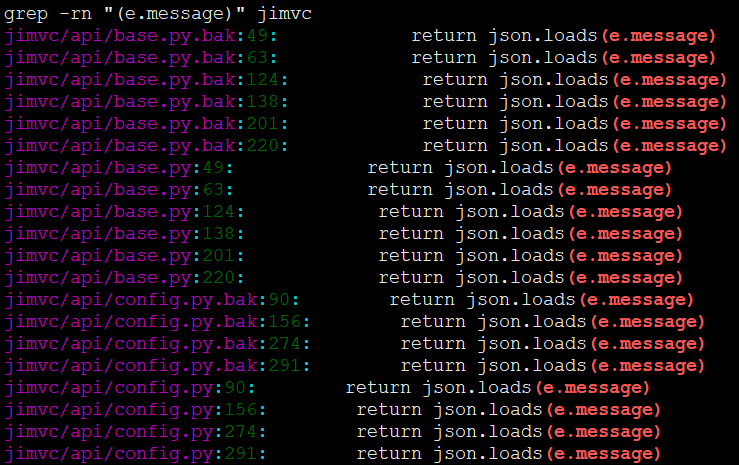 grep -rn "(e.message)" jimvc
jimvc/api/base.py.bak:49:            return json.loads(e.message)
jimvc/api/base.py.bak:63:            return json.loads(e.message)
jimvc/api/base.py.bak:124:            return json.loads(e.message)
jimvc/api/base.py.bak:138:            return json.loads(e.message)
jimvc/api/base.py.bak:201:            return json.loads(e.message)
jimvc/api/base.py.bak:220:            return json.loads(e.message)
jimvc/api/base.py:49:            return json.loads(e.message)
jimvc/api/base.py:63:            return json.loads(e.message)
jimvc/api/base.py:124:            return json.loads(e.message)
jimvc/api/base.py:138:            return json.loads(e.message)
jimvc/api/base.py:201:            return json.loads(e.message)
jimvc/api/base.py:220:            return json.loads(e.message)
jimvc/api/config.py.bak:90:        return json.loads(e.message)
jimvc/api/config.py.bak:156:        return json.loads(e.message)
jimvc/api/config.py.bak:274:        return json.loads(e.message)
jimvc/api/config.py.bak:291:        return json.loads(e.message)
jimvc/api/config.py:90:        return json.loads(e.message)
jimvc/api/config.py:156:        return json.loads(e.message)
jimvc/api/config.py:274:        return json.loads(e.message)
jimvc/api/config.py:291:        return json.loads(e.message)